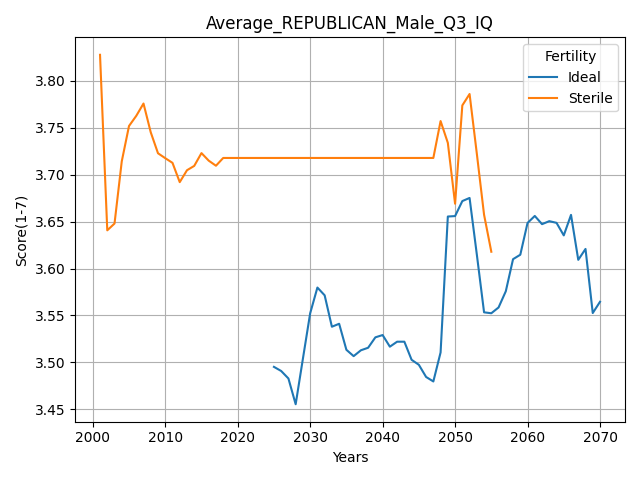 Average_REPUBLICAN_Male_Q3_IQ
Fertility
Ideal
Sterile
Score(1-7)
3.80
3.75
3.70
3.65
3.60
3.55
3.50
3.45
2000 2010 2020 2030 2040 2050 2060 2070
Years